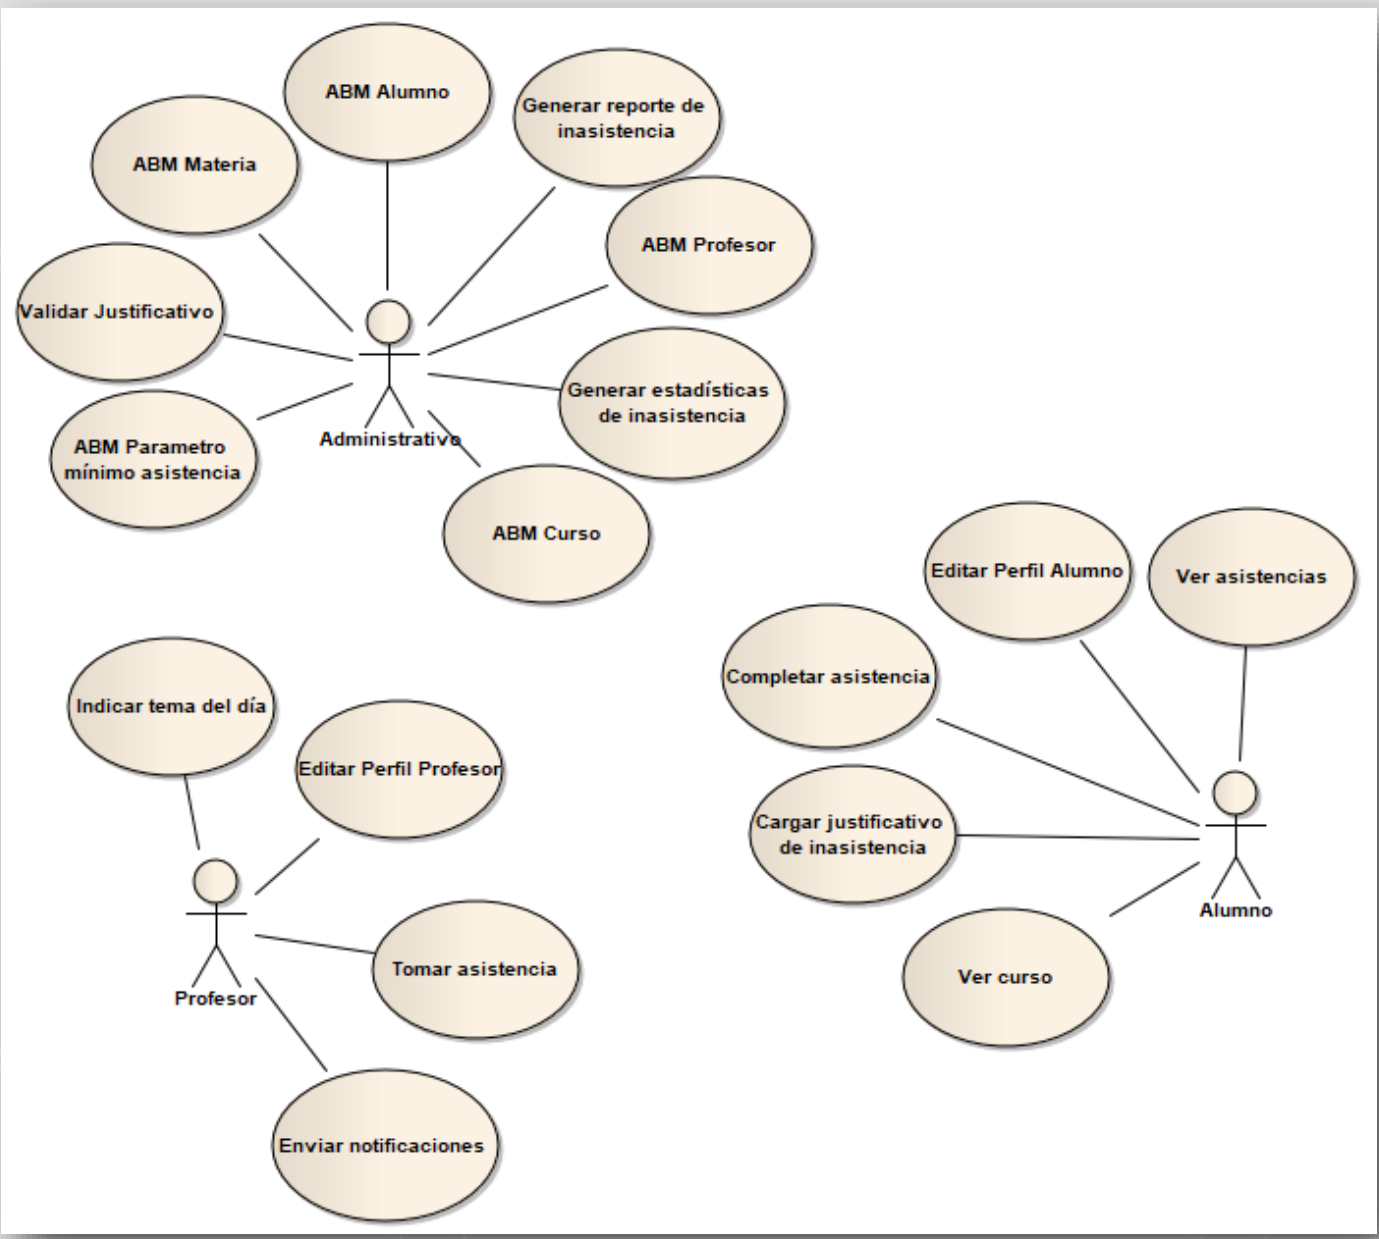 ABM Alumno
Generar reporte de
inasistencia
ABM Materia
ABM Profesor
Validar Justificativo
Generar estadísticas
de inasistencia
ABM Parametro
mínimo asistencia
Administrativo
ABM Curso
Editar Perfil Alumno
Ver asistencias
Completar asistencia
Cargar justificativo
de inasistencia
Alumno
Ver curso
Indicar tema del día
Editar Perfil Profesor
Tomar asistencia
Profesor
Enviar notificaciones